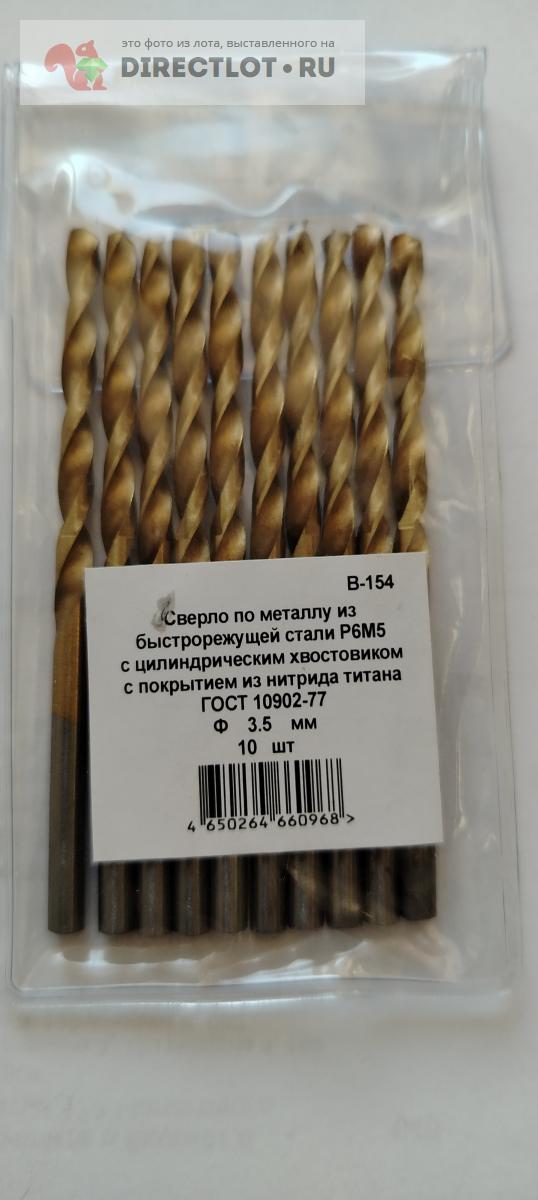 это фото из лота, выставленного на
DIRECTLOT.RU
В-154
Сверло по металлу из
быстрорежущей стали Р6М5
с цилиндрическим хвостовиком
с покрытием из нитрида титана
ГОСТ 10902-77
Ф 3.5 мм
10 шт
4 650264 660968 >